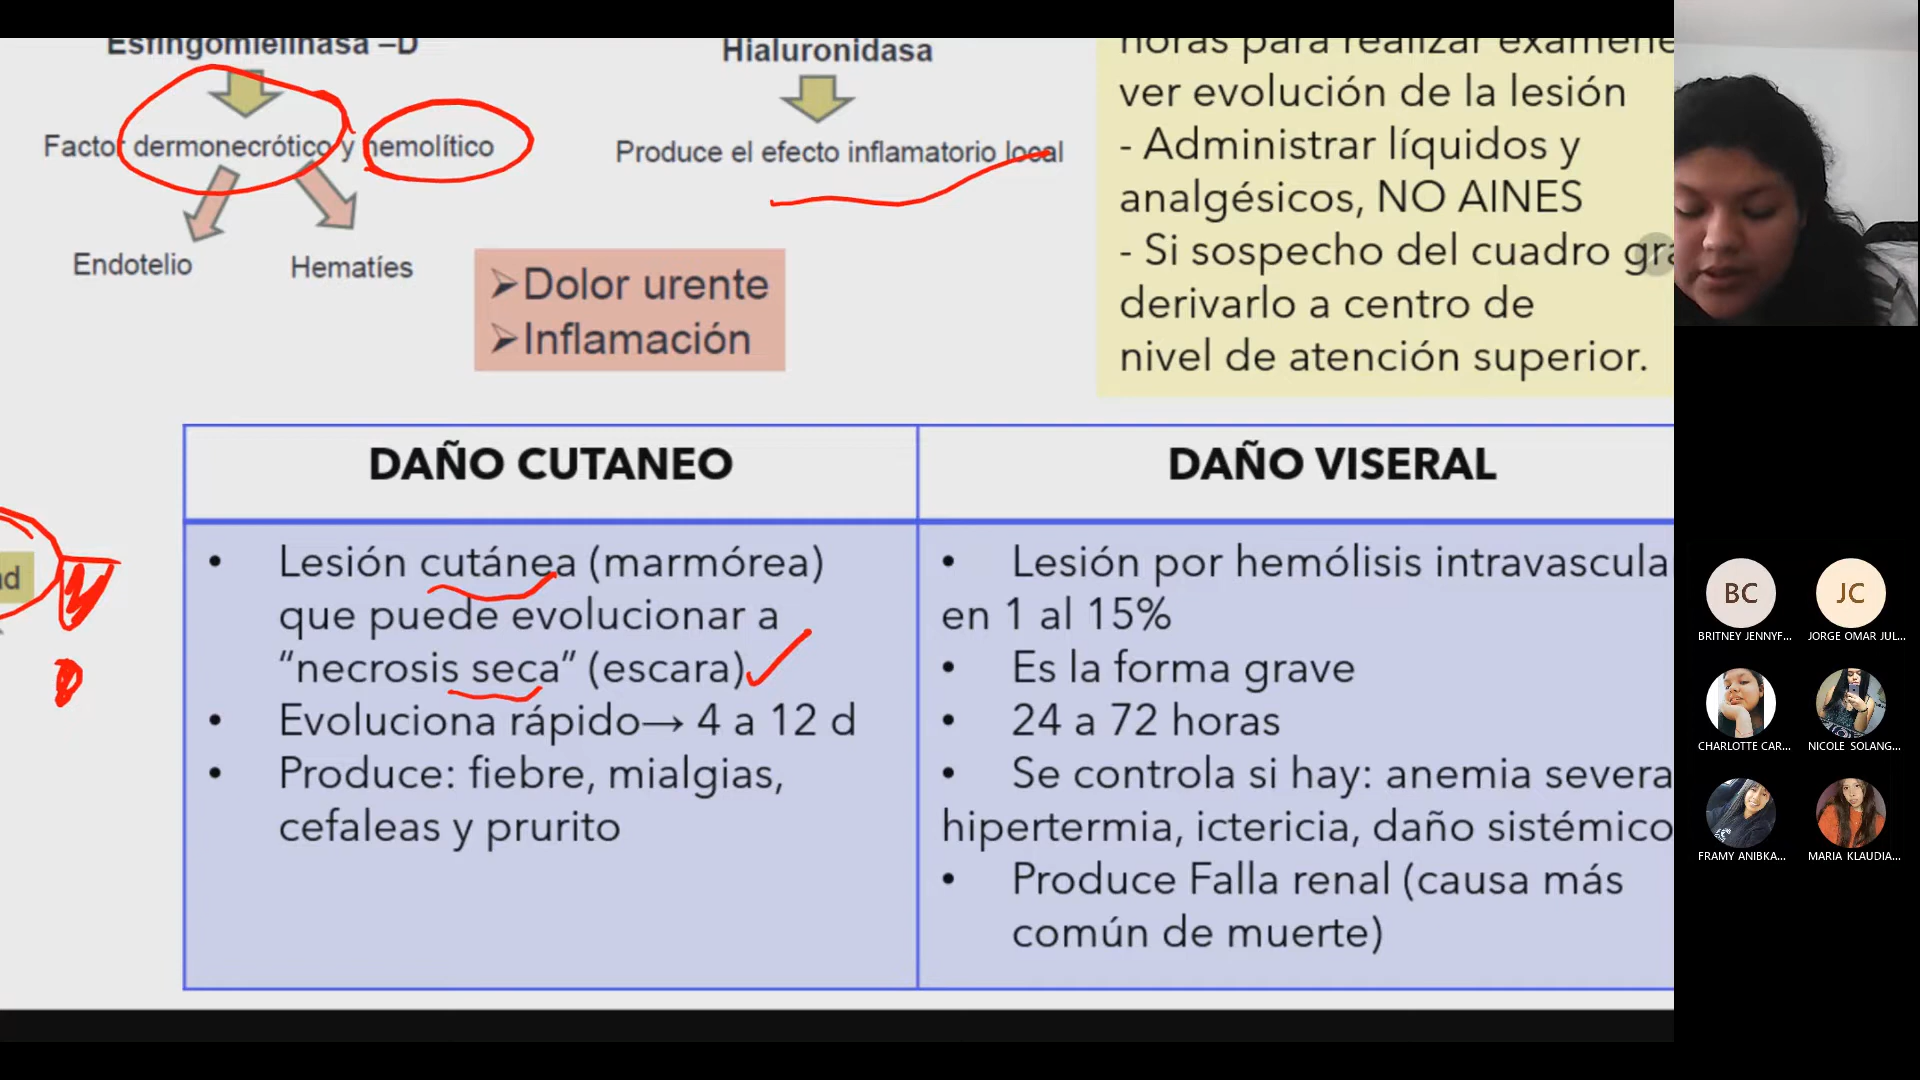 Esfingomielinasa –D
Factor dermonecrótico y hemolítico
Endotelio
Hematíes
Hialuronidasa
Produce el efecto inflamatorio local
➢Dolor urente
➢Inflamación
horas para realizar examene
ver evolución de la lesión
- Administrar líquidos y
analgésicos, NO AINES
- Si sospecho del cuadro gra
derivarlo a centro de
nivel de atención superior.
DAÑO CUTANEO
• Lesión cutánea (marmórea)
que puede evolucionar a
“necrosis seca” (escara)
• Evoluciona rápido→ 4 a 12 d
• Produce: fiebre, mialgias,
cefaleas y prurito
DAÑO VISERAL
• Lesión por hemólisis intravascula
en 1 al 15%
• Es la forma grave
• 24 a 72 horas
• Se controla si hay: anemia severa
hipertermia, ictericia, daño sistémico
• Produce Falla renal (causa más
común de muerte)
BC
BRITNEY JENNYF...
JC
JORGE OMAR JUL...
CHARLOTTE CAR...
NICOLE SOLANG...
FRAMY ANIBKA...
MARIA KLAUDIA...